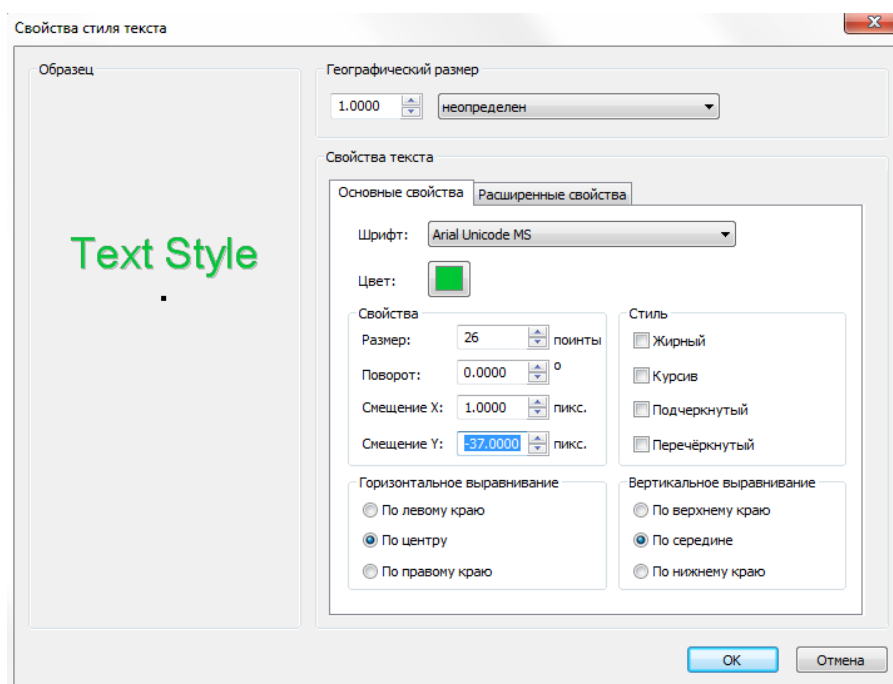 Свойства стиля текста
Образец
Text Style
Географический размер
1.0000 неопределен
Свойства текста
Основные свойства Расширенные свойства
Шрифт: Arial Unicode MS
Цвет:
Свойства
Размер: 26 поинты
Поворот: 0.0000 °
Смещение X: 1.0000 пикс.
Смещение Y: -37.0000 пикс.
Стиль
Жирный
Курсив
Подчеркнутый
Перечёркнутый
Горизонтальное выравнивание
По левому краю
По центру
По правому краю
Вертикальное выравнивание
По верхнему краю
По середине
По нижнему краю
OK Отмена